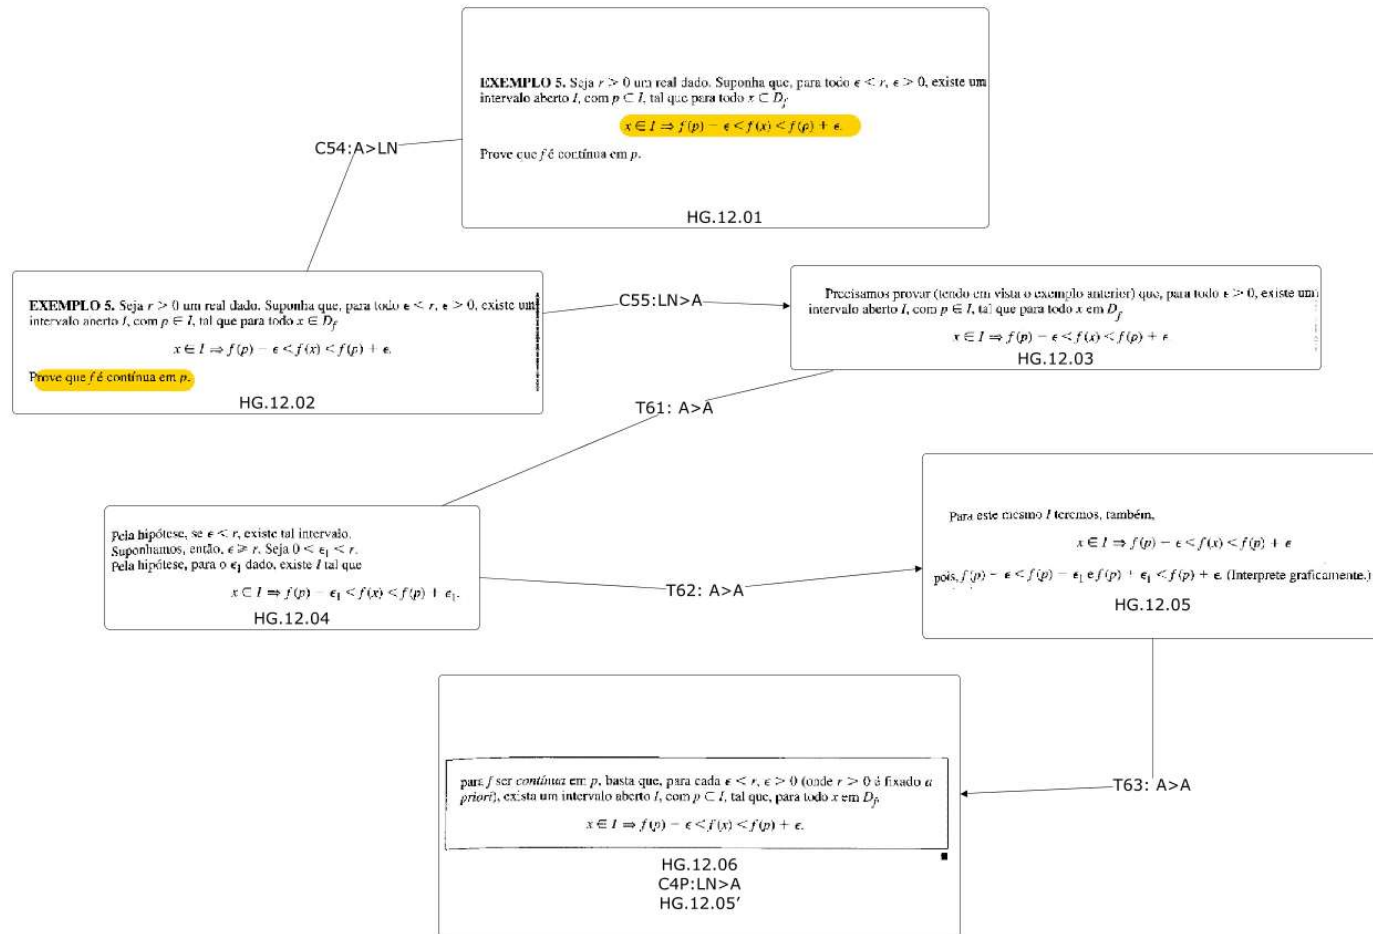 EXEMPLO 5. Seja r > 0 um real dado. Suponha que, para todo ϵ < r, ϵ > 0, existe um
intervalo aberto I, com p ⊂ I, tal que para todo x ⊂ D_f
x ∈ I ⇒ f(p) − ϵ < f(x) < f(p) + ϵ.
Prove que f é contínua em p.
HG.12.01
C54:A>LN
EXEMPLO 5. Seja r > 0 um real dado. Suponha que, para todo ϵ < r, ϵ > 0, existe um
intervalo aberto I, com p ∈ I, tal que para todo x ∈ D_f
x ∈ I ⇒ f(p) − ϵ < f(x) < f(p) + ϵ.
Prove que f é contínua em p.
HG.12.02
C55:LN>A
Precisamos provar (tendo em vista o exemplo anterior) que, para todo ϵ > 0, existe um
intervalo aberto I, com p ∈ I, tal que para todo x em D_f
x ∈ I ⇒ f(p) − ϵ < f(x) < f(p) + ϵ
HG.12.03
T61: A>A
Pela hipótese, se ϵ < r, existe tal intervalo.
Suponhamos, então, ϵ ⩾ r. Seja 0 < ϵ₁ < r.
Pela hipótese, para o ϵ₁ dado, existe I tal que
x ⊂ I ⇒ f(p) − ϵ₁ < f(x) < f(p) + ϵ₁.
HG.12.04
T62: A>A
Para este mesmo I teremos, também,
x ∈ I ⇒ f(p) − ϵ < f(x) < f(p) + ϵ
pois, f(p) − ϵ < f(p) − ϵ₁ e f(p) + ϵ₁ < f(p) + ϵ. (Interprete graficamente.)
HG.12.05
T63: A>A
para f ser contínua em p, basta que, para cada ϵ < r, ϵ > 0 (onde r > 0 é fixado a
priori), exista um intervalo aberto I, com p ⊂ I, tal que, para todo x em D_f,
x ∈ I ⇒ f(p) − ϵ < f(x) < f(p) + ϵ.
HG.12.06
C4P:LN>A
HG.12.05'